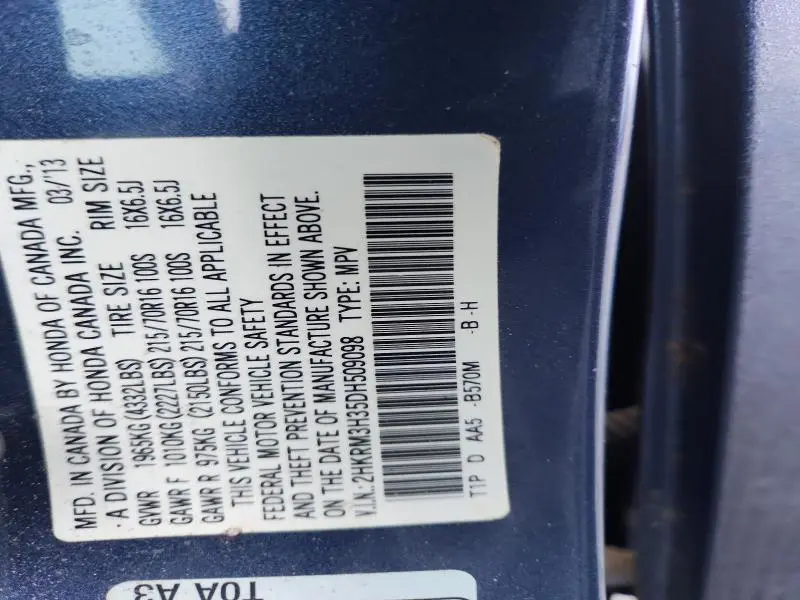 MFD. IN CANADA BY HONDA OF CANADA MFG.,
A DIVISION OF HONDA CANADA INC. 03/13
GVWR 1965KG (4332LBS) TIRE SIZE RIM SIZE
GAWR F 1010KG (2227LBS) 215/70R16 100S 16X6.5J
GAWR R 975KG (2150LBS) 215/70R16 100S 16X6.5J
THIS VEHICLE CONFORMS TO ALL APPLICABLE
FEDERAL MOTOR VEHICLE SAFETY
AND THEFT PREVENTION STANDARDS IN EFFECT
ON THE DATE OF MANUFACTURE SHOWN ABOVE.
V.I.N.: 2HKRM3H35DH509098 TYPE: MPV
T1P D AA5 -B570M -B-H
T0A A3